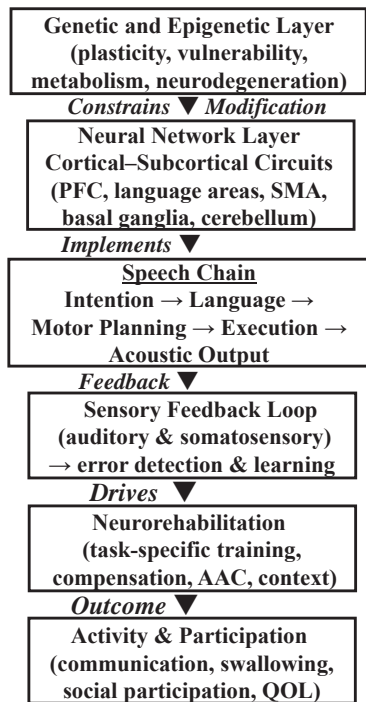 Genetic and Epigenetic Layer
(plasticity, vulnerability,
metabolism, neurodegeneration)
Constrains ▼ Modification
Neural Network Layer
Cortical–Subcortical Circuits
(PFC, language areas, SMA,
basal ganglia, cerebellum)
Implements ▼
Speech Chain
Intention → Language →
Motor Planning → Execution →
Acoustic Output
Feedback ▼
Sensory Feedback Loop
(auditory & somatosensory)
→ error detection & learning
Drives ▼
Neurorehabilitation
(task-specific training,
compensation, AAC, context)
Outcome ▼
Activity & Participation
(communication, swallowing,
social participation, QOL)